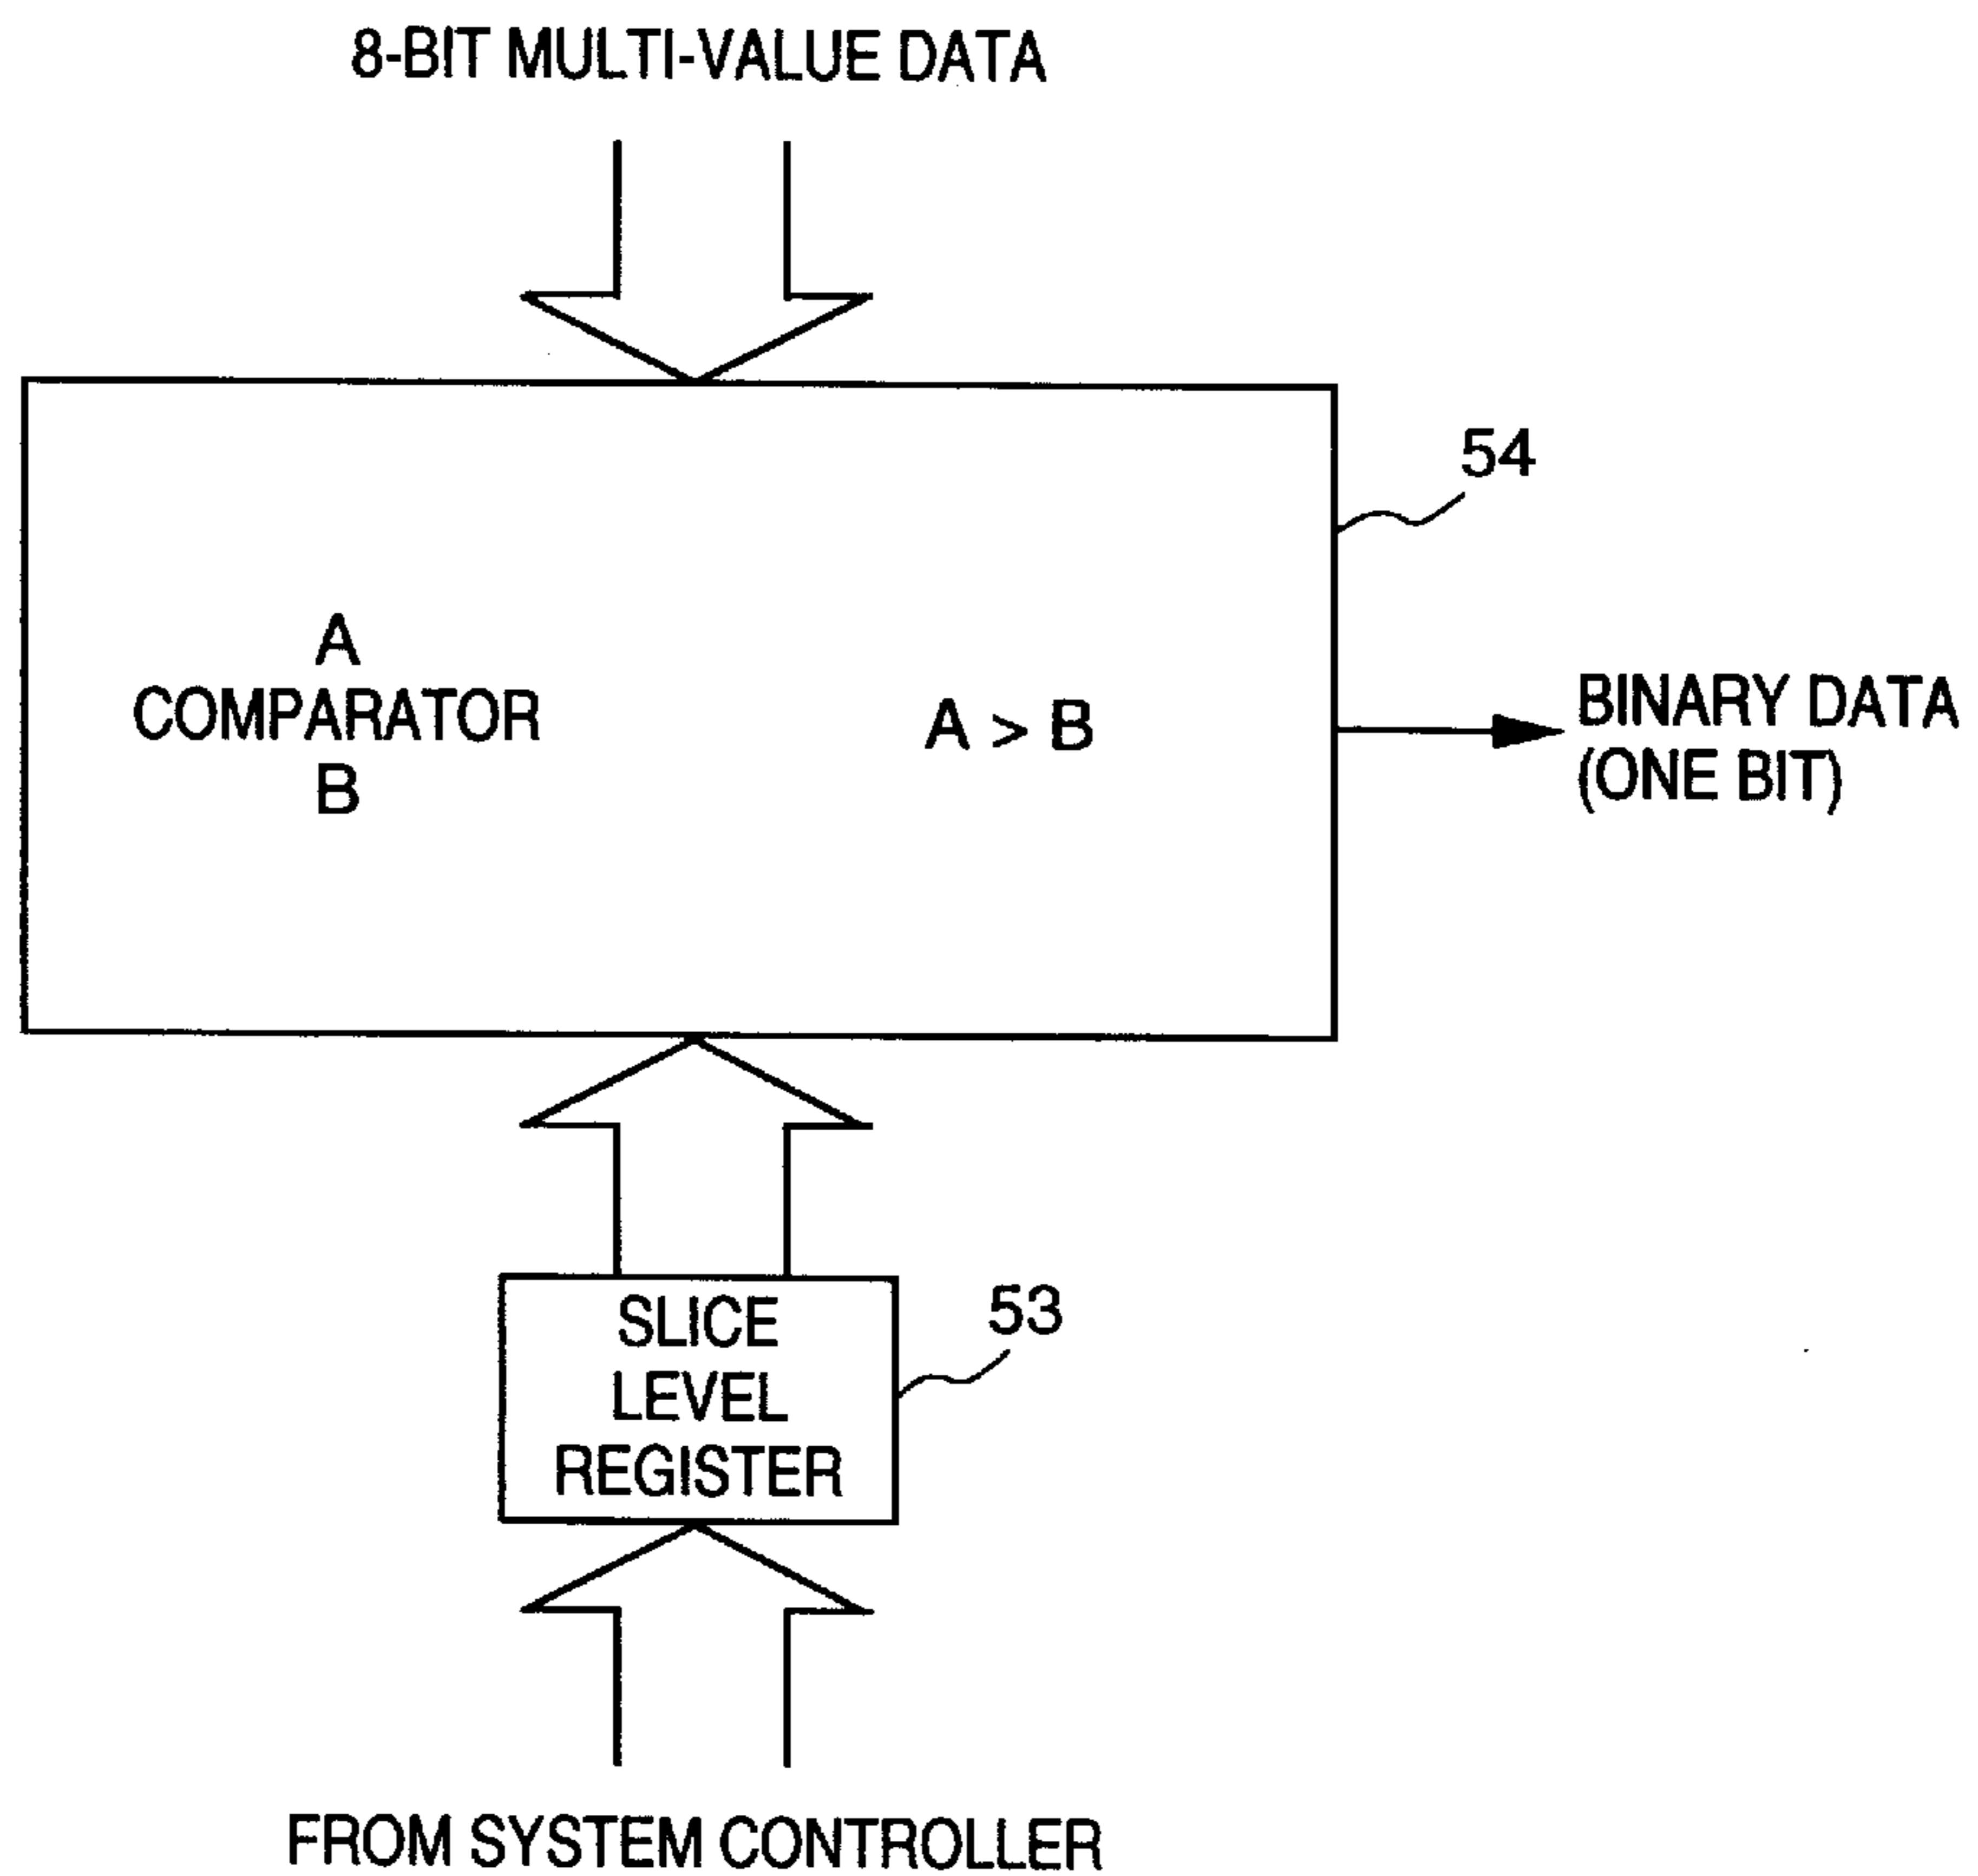 8-BIT MULTI-VALUE DATA
54
A
COMPARATOR
B
A > B
BINARY DATA
(ONE BIT)
SLICE
LEVEL
REGISTER
53
FROM SYSTEM CONTROLLER